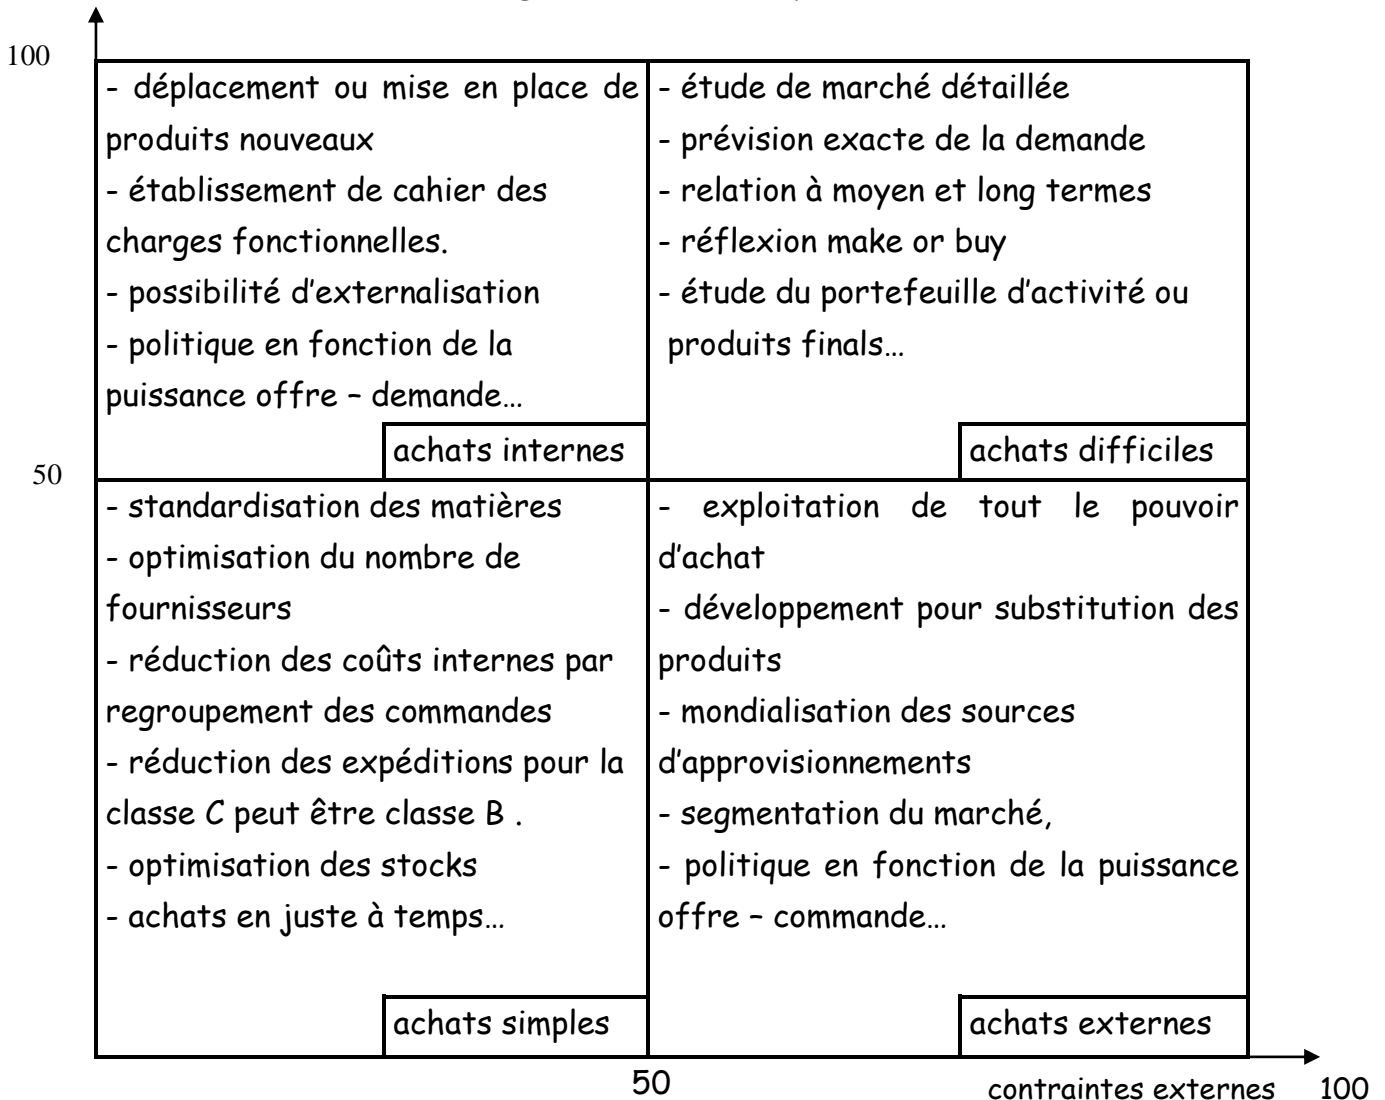 100
- déplacement ou mise en place de
produits nouveaux
- établissement de cahier des
charges fonctionnelles.
- possibilité d'externalisation
- politique en fonction de la
puissance offre – demande…
achats internes
- étude de marché détaillée
- prévision exacte de la demande
- relation à moyen et long termes
- réflexion make or buy
- étude du portefeuille d'activité ou
produits finals…
achats difficiles
50
- standardisation des matières
- optimisation du nombre de
fournisseurs
- réduction des coûts internes par
regroupement des commandes
- réduction des expéditions pour la
classe C peut être classe B .
- optimisation des stocks
- achats en juste à temps…
achats simples
- exploitation de tout le pouvoir
d'achat
- développement pour substitution des
produits
- mondialisation des sources
d'approvisionnements
- segmentation du marché,
- politique en fonction de la puissance
offre – commande…
achats externes
50
contraintes externes 100